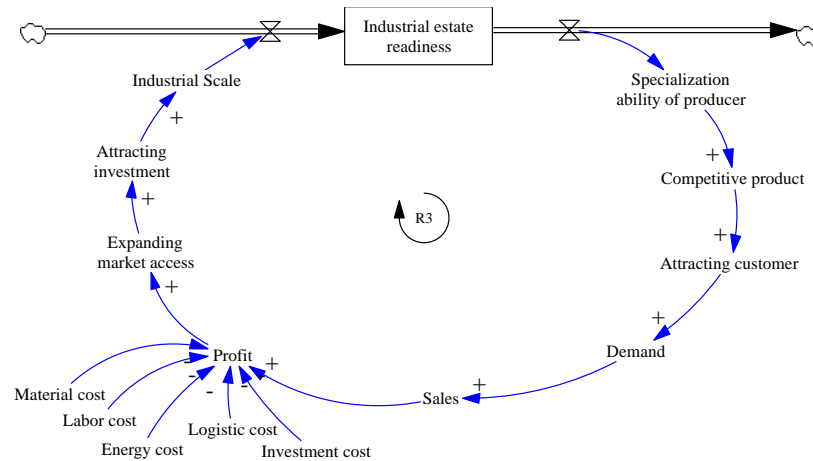 Industrial estate
readiness
Industrial Scale
Specialization
ability of producer
+
Attracting
investment
+
Competitive product
+
R3
Expanding
market access
+
Attracting customer
+
+
Demand
Profit
+
-
-
-
-
-
Material cost
Labor cost
Energy cost
Logistic cost
Investment cost
Sales
+